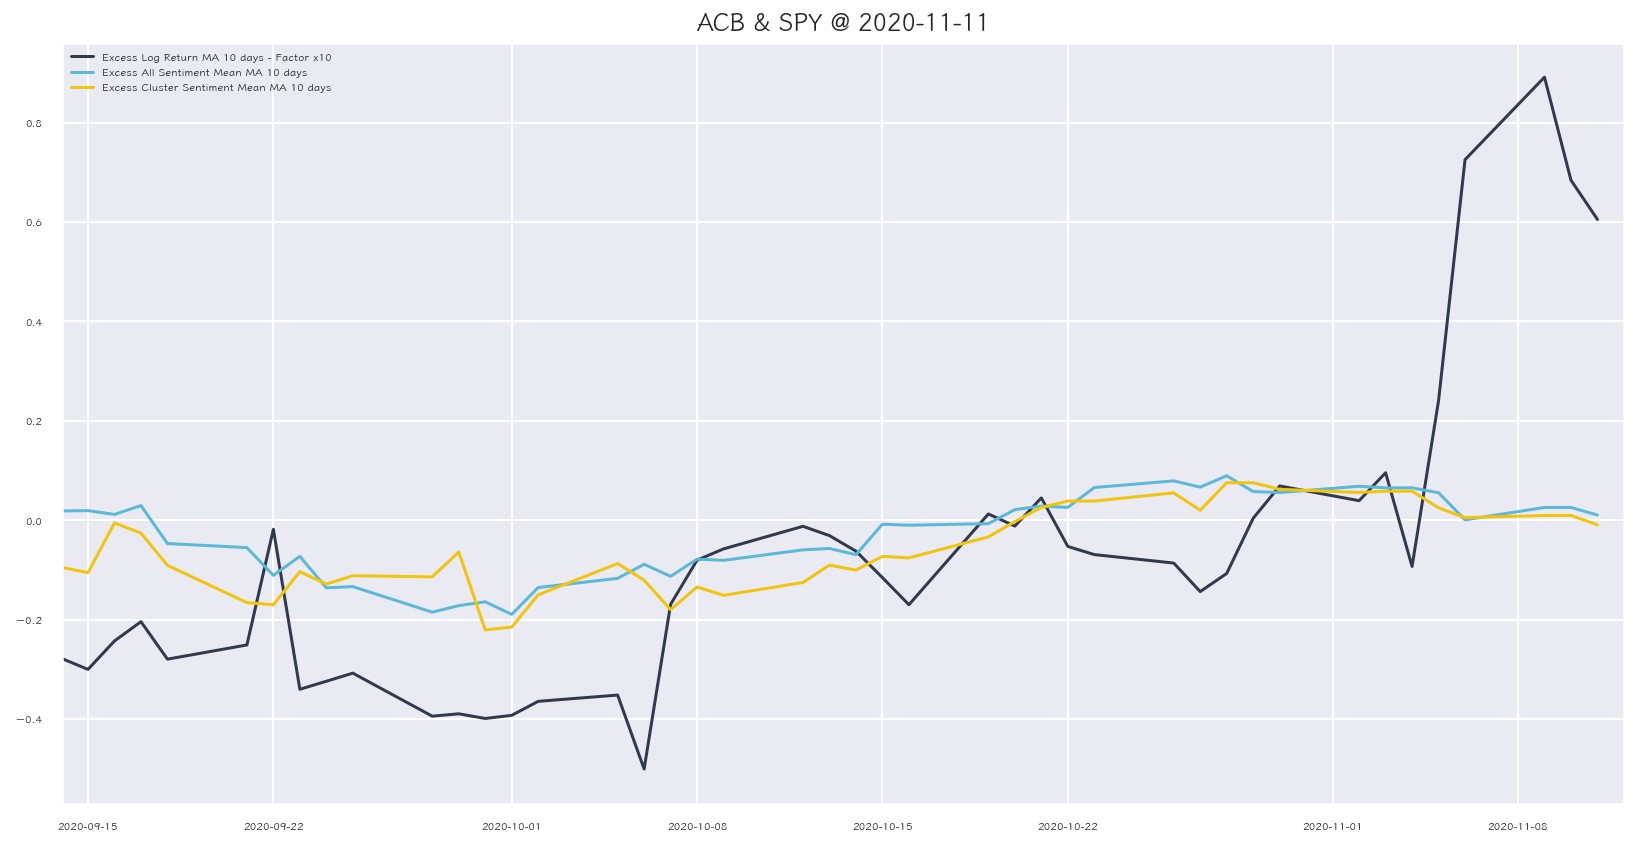 ACB & SPY @ 2020-11-11
Excess Log Return MA 10 days - Factor x10
Excess All Sentiment Mean MA 10 days
Excess Cluster Sentiment Mean MA 10 days
0.8
0.6
0.4
0.2
0.0
−0.2
−0.4
2020-09-15 2020-09-22 2020-10-01 2020-10-08 2020-10-15 2020-10-22 2020-11-01 2020-11-08